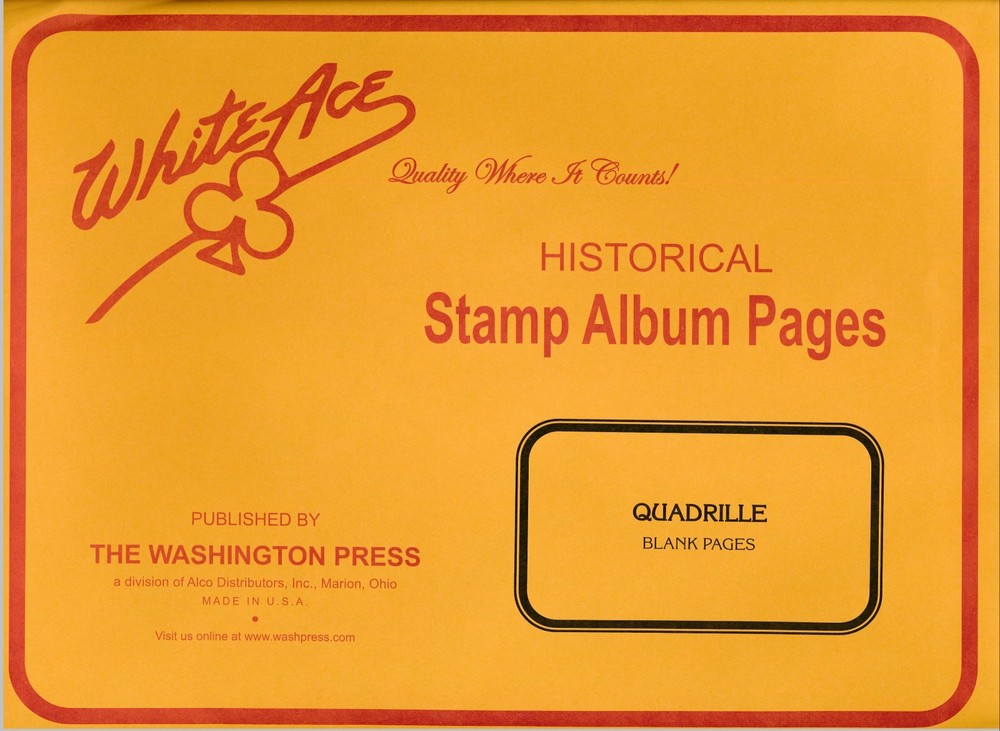 White Ace
Quality Where It Counts!
HISTORICAL
Stamp Album Pages
QUADRILLE
BLANK PAGES
PUBLISHED BY
THE WASHINGTON PRESS
a division of Alco Distributors, Inc., Marion, Ohio
MADE IN U.S.A.
Visit us online at www.washpress.com